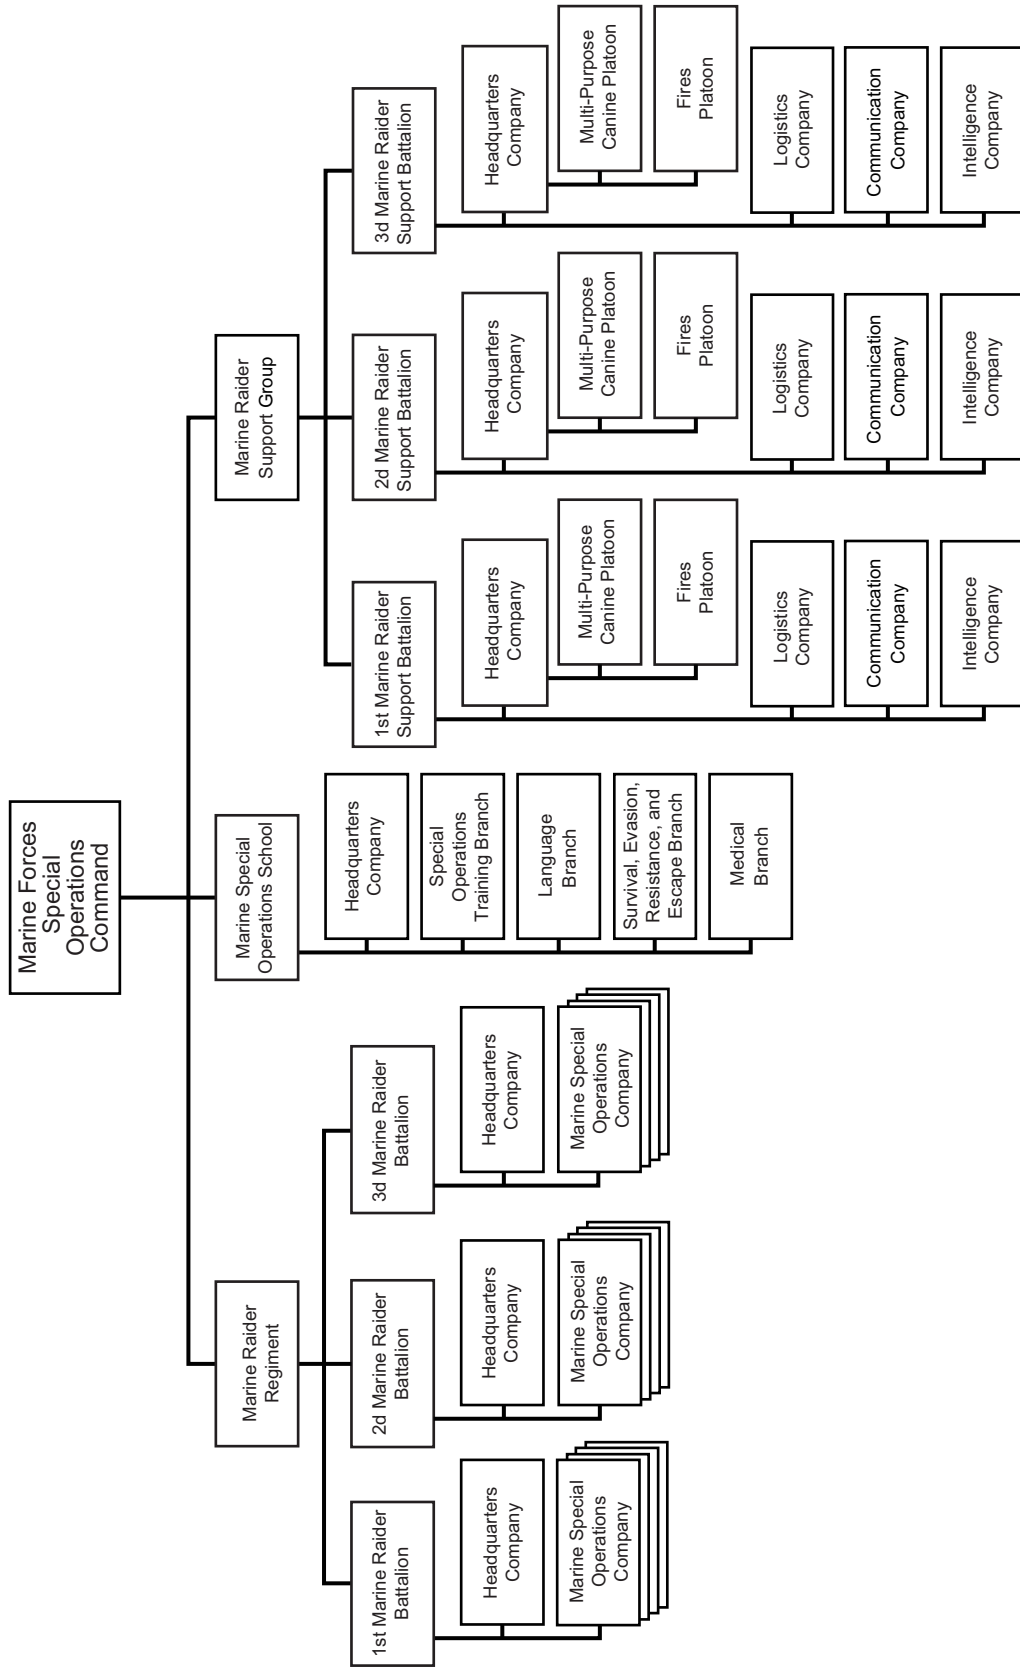 Marine Forces
Special
Operations
Command
Marine Raider
Regiment
Marine Special
Operations School
Marine Raider
Support Group
1st Marine Raider
Battalion
Headquarters
Company
Marine Special
Operations
Company
2d Marine Raider
Battalion
Headquarters
Company
Marine Special
Operations
Company
3d Marine Raider
Battalion
Headquarters
Company
Marine Special
Operations
Company
Headquarters
Company
Special
Operations
Training Branch
Language
Branch
Survival, Evasion,
Resistance, and
Escape Branch
Medical
Branch
1st Marine Raider
Support Battalion
Headquarters
Company
Multi-Purpose
Canine Platoon
Fires
Platoon
Logistics
Company
Communication
Company
Intelligence
Company
2d Marine Raider
Support Battalion
Headquarters
Company
Multi-Purpose
Canine Platoon
Fires
Platoon
Logistics
Company
Communication
Company
Intelligence
Company
3d Marine Raider
Support Battalion
Headquarters
Company
Multi-Purpose
Canine Platoon
Fires
Platoon
Logistics
Company
Communication
Company
Intelligence
Company